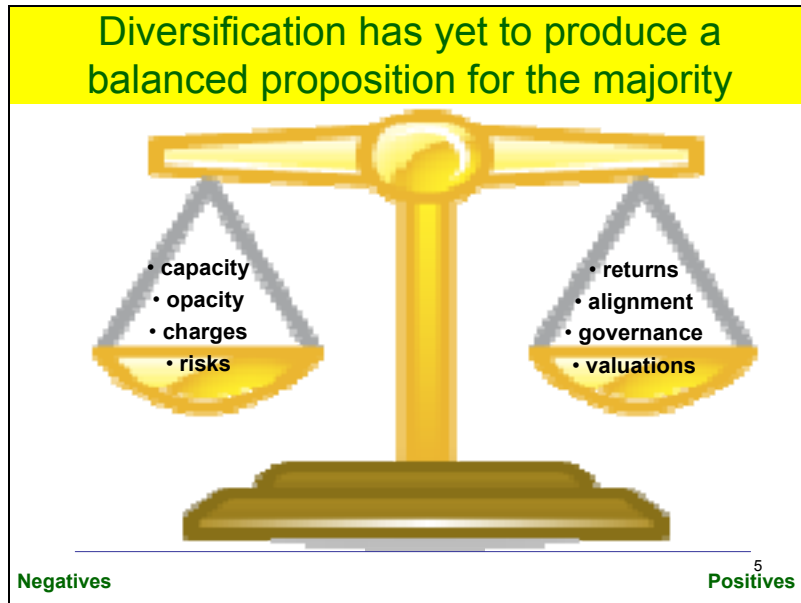 Diversification has yet to produce a
balanced proposition for the majority
• capacity
• opacity
• charges
• risks
• returns
• alignment
• governance
• valuations
5
Negatives
Positives